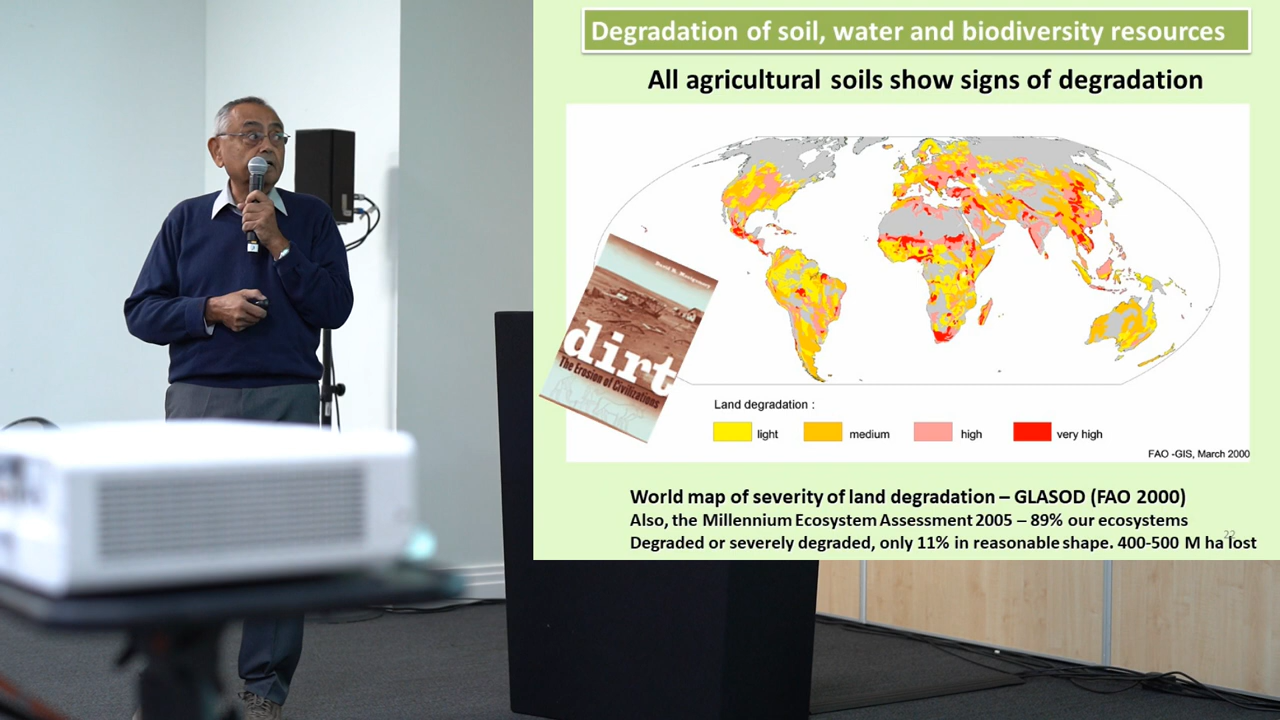 Degradation of soil, water and biodiversity resources
All agricultural soils show signs of degradation
David R. Montgomery
dirt
The Erosion of Civilizations
Land degradation :
light
medium
high
very high
FAO -GIS, March 2000
World map of severity of land degradation – GLASOD (FAO 2000)
Also, the Millennium Ecosystem Assessment 2005 – 89% our ecosystems
Degraded or severely degraded, only 11% in reasonable shape. 400-500 M ha lost
22